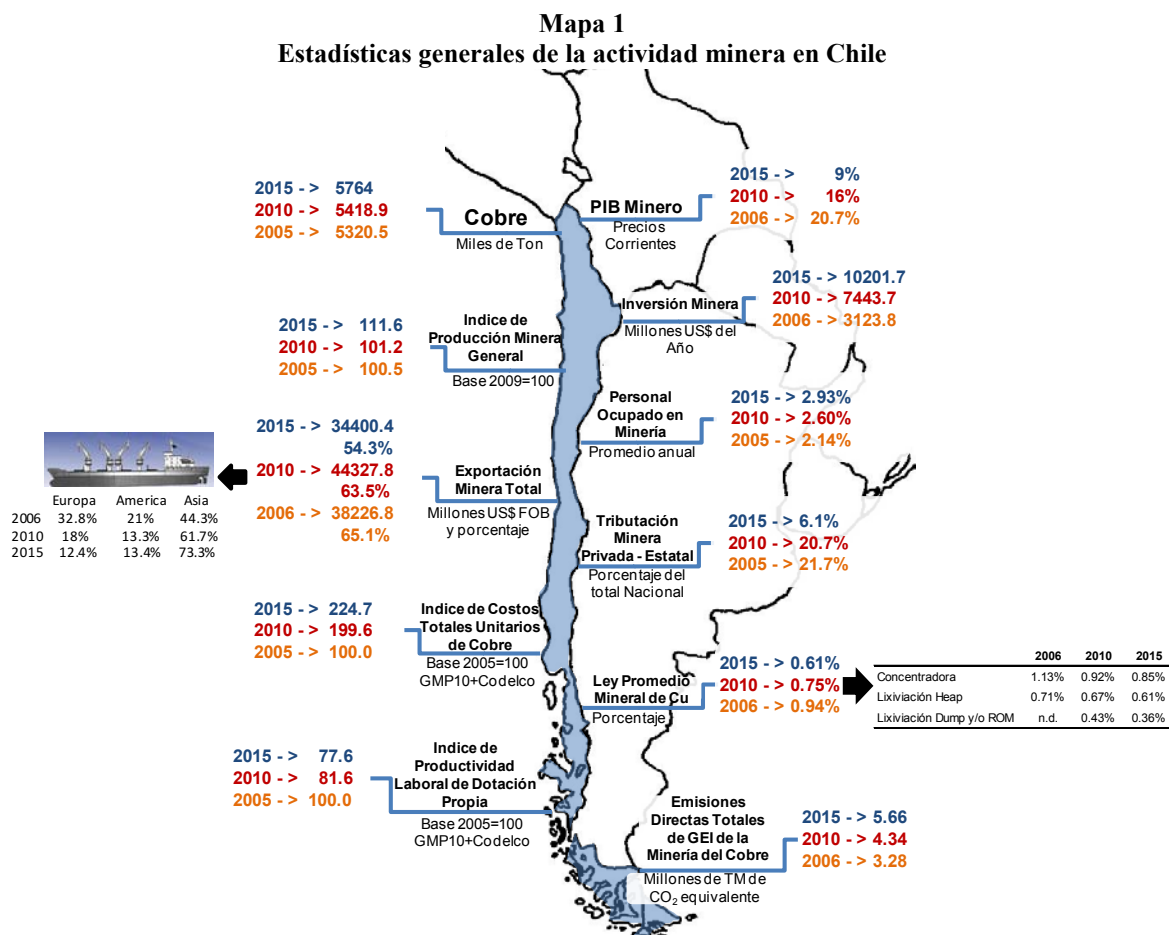 Mapa 1
Estadísticas generales de la actividad minera en Chile
2015 - > 5764
2010 - > 5418.9
2005 - > 5320.5
Cobre
Miles de Ton
PIB Minero
Precios
Corrientes
2015 - > 9%
2010 - > 16%
2006 - > 20.7%
Inversión Minera
Millones US$ del
Año
2015 - > 10201.7
2010 - > 7443.7
2006 - > 3123.8
2015 - > 111.6
2010 - > 101.2
2005 - > 100.5
Indice de
Producción Minera
General
Base 2009=100
Personal
Ocupado en
Minería
Promedio anual
2015 - > 2.93%
2010 - > 2.60%
2005 - > 2.14%
2015 - > 34400.4
54.3%
2010 - > 44327.8
63.5%
2006 - > 38226.8
65.1%
Exportación
Minera Total
Millones US$ FOB
y porcentaje
Europa America Asia
2006 32.8% 21% 44.3%
2010 18% 13.3% 61.7%
2015 12.4% 13.4% 73.3%
Tributación
Minera
Privada - Estatal
Porcentaje del
total Nacional
2015 - > 6.1%
2010 - > 20.7%
2005 - > 21.7%
2015 - > 224.7
2010 - > 199.6
2005 - > 100.0
Indice de Costos
Totales Unitarios
de Cobre
Base 2005=100
GMP10+Codelco
Ley Promedio
Mineral de Cu
Porcentaje
2015 - > 0.61%
2010 - > 0.75%
2006 - > 0.94%
2006 2010 2015
Concentradora 1.13% 0.92% 0.85%
Lixiviación Heap 0.71% 0.67% 0.61%
Lixiviación Dump y/o ROM n.d. 0.43% 0.36%
2015 - > 77.6
2010 - > 81.6
2005 - > 100.0
Indice de
Productividad
Laboral de Dotación
Propia
Base 2005=100
GMP10+Codelco
Emisiones
Directas Totales
de GEI de la
Minería del Cobre
Millones de TM de
CO₂ equivalente
2015 - > 5.66
2010 - > 4.34
2006 - > 3.28